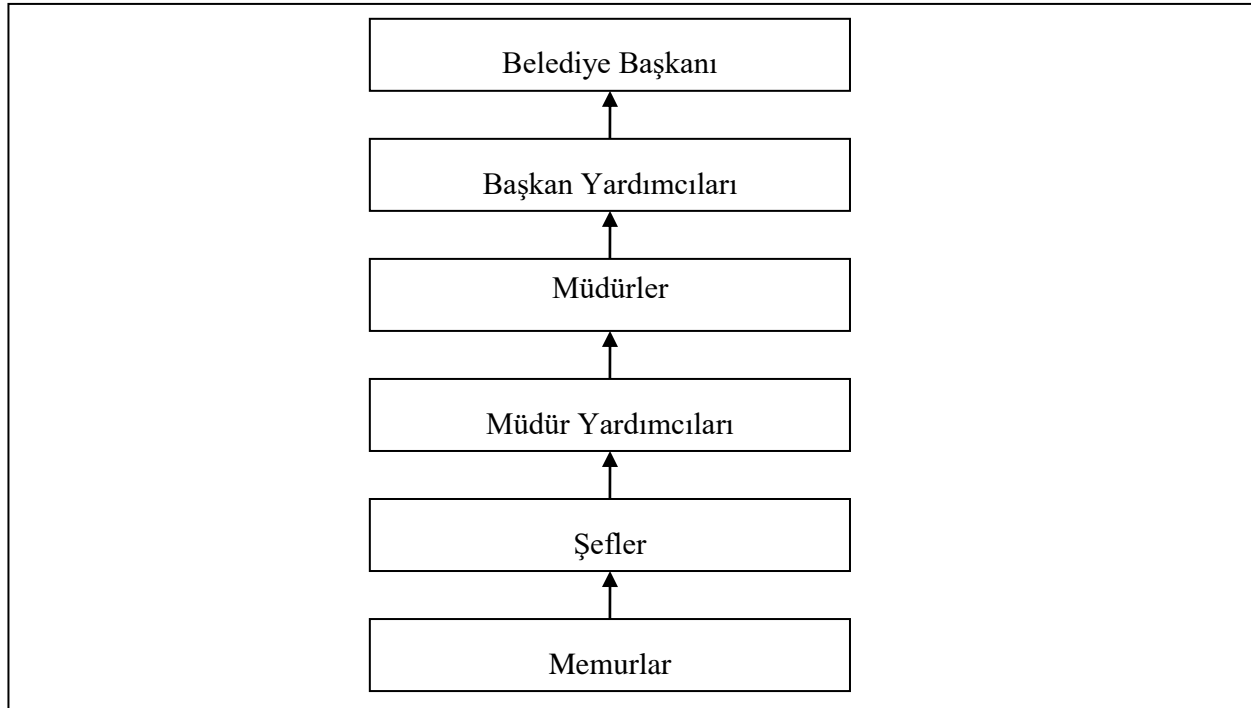 Belediye Başkanı
Başkan Yardımcıları
Müdürler
Müdür Yardımcıları
Şefler
Memurlar